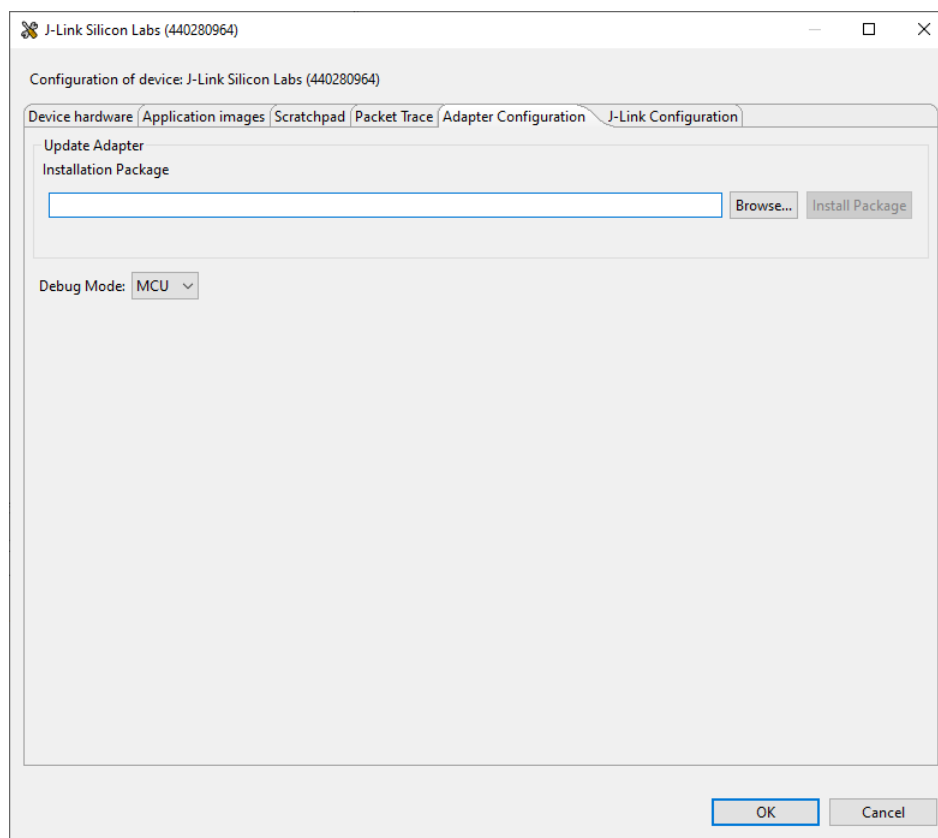 J-Link Silicon Labs (440280964)
Configuration of device: J-Link Silicon Labs (440280964)
Device hardware Application images Scratchpad Packet Trace Adapter Configuration J-Link Configuration
Update Adapter
Installation Package
Browse... Install Package
Debug Mode: MCU
OK Cancel